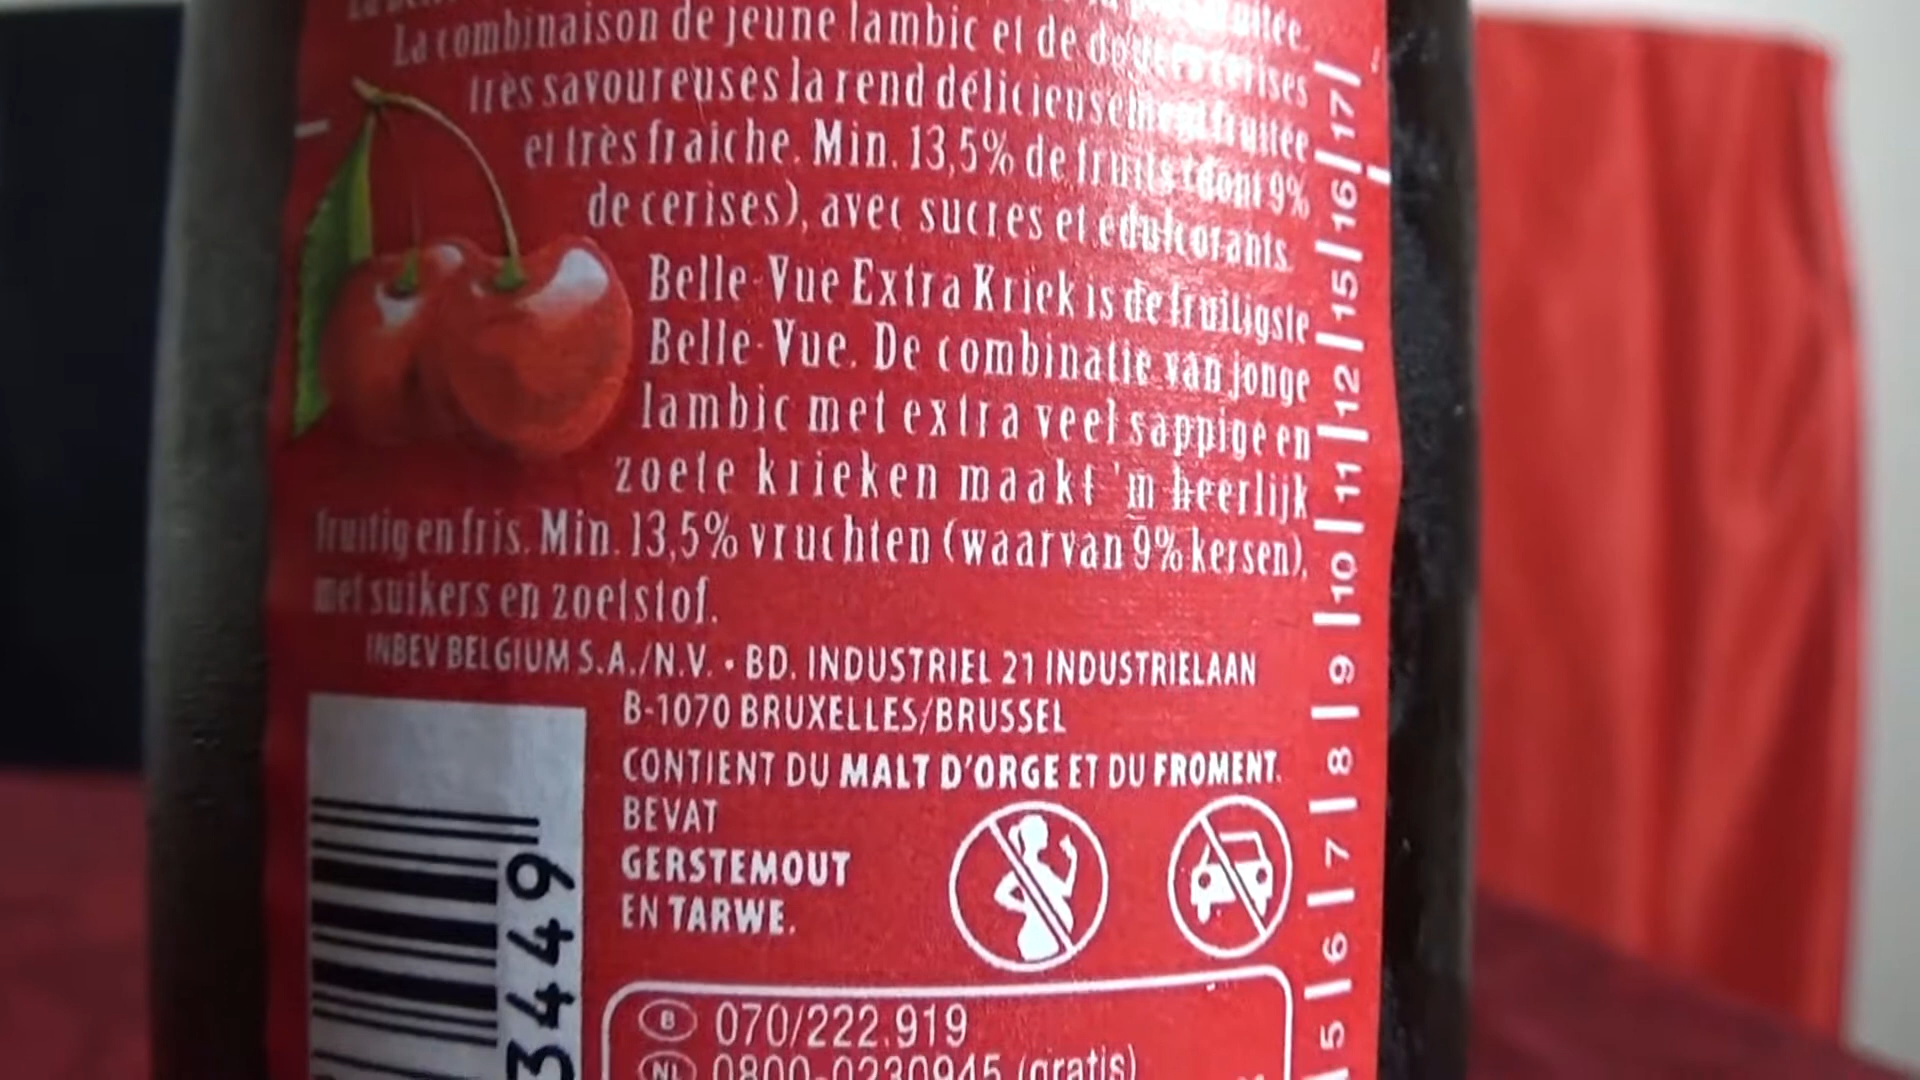 La combinaison de jeune lambic et de douces cerises
très savoureuses la rend délicieusement fruitée
et très fraîche. Min. 13,5% de fruits (dont 9%
de cerises), avec sucres et édulcorants.
Belle-Vue Extra Kriek is de fruitigste
Belle-Vue. De combinatie van jonge
lambic met extra veel sappige en
zoete krieken maakt 'm heerlijk
fruitig en fris. Min. 13,5% vruchten (waarvan 9% kersen),
met suikers en zoetstof.
INBEV BELGIUM S.A./N.V. • BD. INDUSTRIEL 21 INDUSTRIELAAN
B-1070 BRUXELLES/BRUSSEL
CONTIENT DU MALT D'ORGE ET DU FROMENT.
BEVAT
GERSTEMOUT
EN TARWE.
B 070/222.919
NL 0800-0230945 (gratis)
3449
5 | 6 | 7 | 8 | 9 | 10 | 11 | 12 | 15 | 16 | 17 |